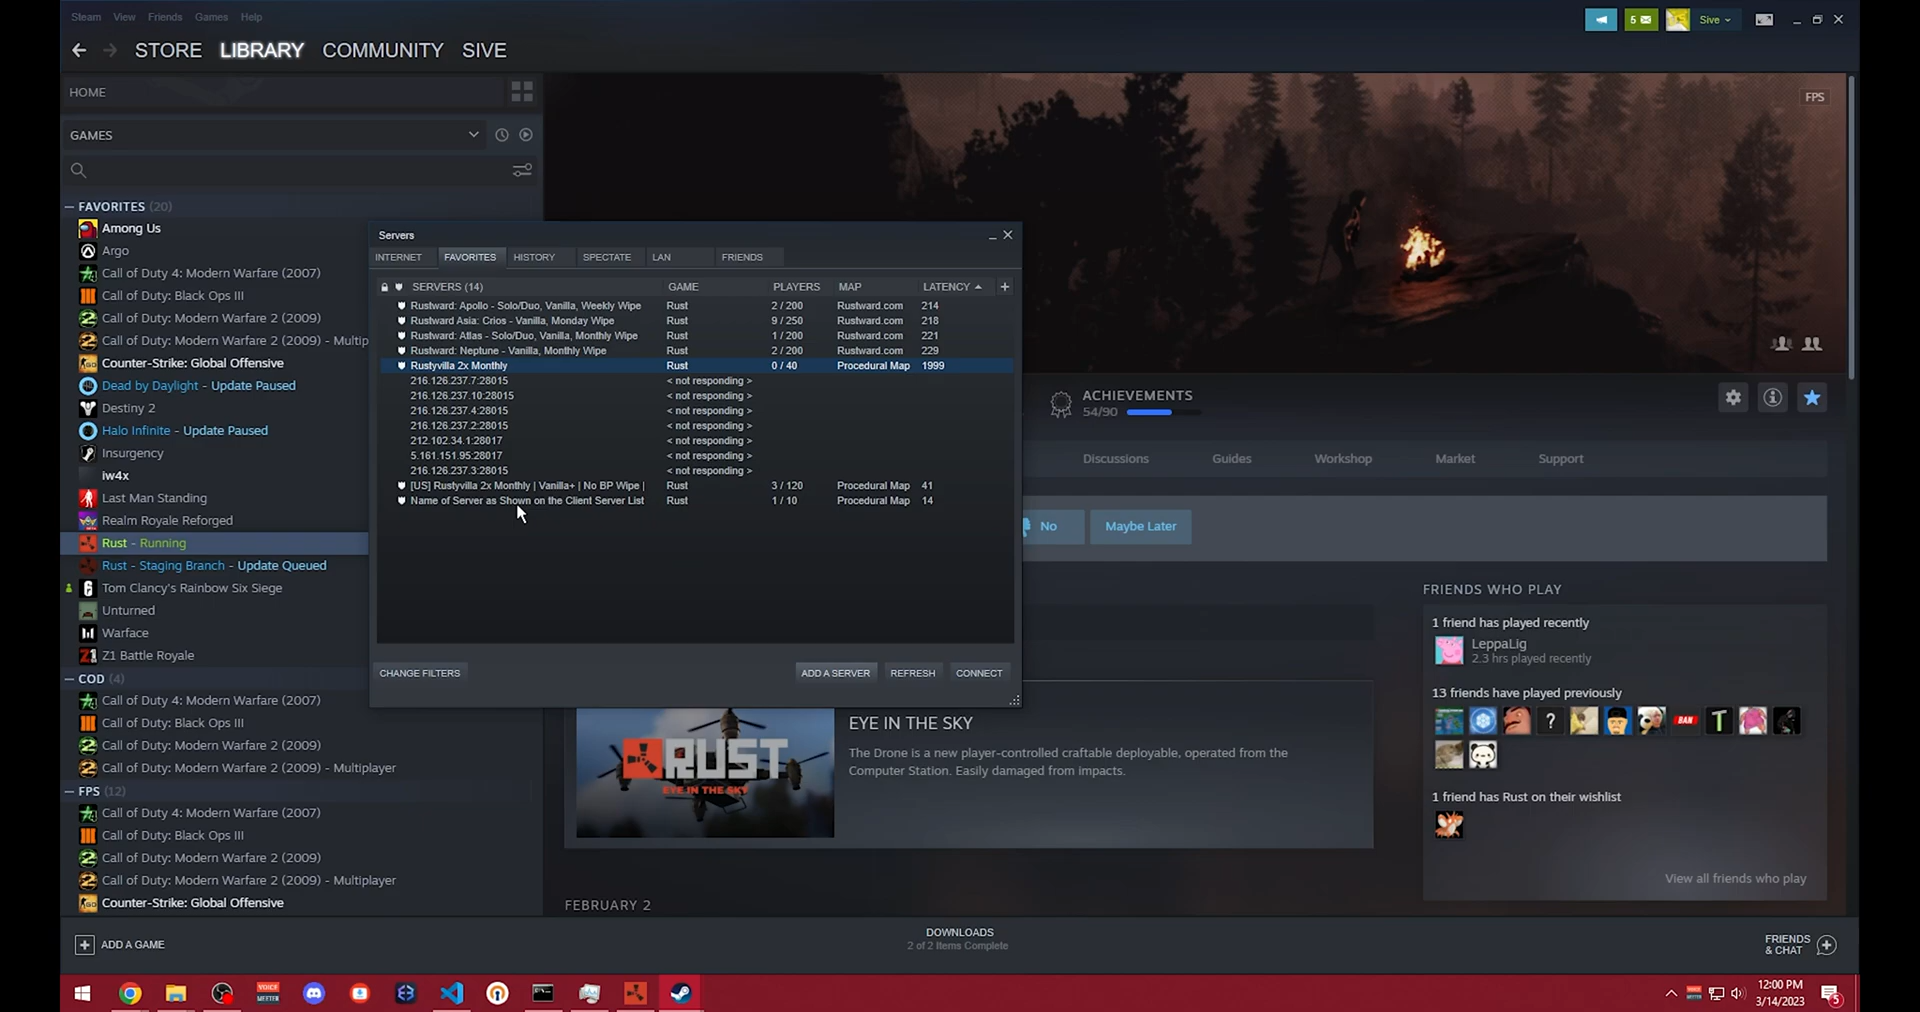 Steam View Friends Games Help
5 Sive
STORE LIBRARY COMMUNITY SIVE
HOME
GAMES
FPS
FAVORITES (20)
Among Us
Argo
Call of Duty 4: Modern Warfare (2007)
Call of Duty: Black Ops III
Call of Duty: Modern Warfare 2 (2009)
Call of Duty: Modern Warfare 2 (2009) - Multip
Counter-Strike: Global Offensive
Dead by Daylight - Update Paused
Destiny 2
Halo Infinite - Update Paused
Insurgency
iw4x
Last Man Standing
Realm Royale Reforged
Rust - Running
Rust - Staging Branch - Update Queued
Tom Clancy's Rainbow Six Siege
Unturned
Warface
Z1 Battle Royale
COD (4)
Call of Duty 4: Modern Warfare (2007)
Call of Duty: Black Ops III
Call of Duty: Modern Warfare 2 (2009)
Call of Duty: Modern Warfare 2 (2009) - Multiplayer
FPS (12)
Call of Duty 4: Modern Warfare (2007)
Call of Duty: Black Ops III
Call of Duty: Modern Warfare 2 (2009)
Call of Duty: Modern Warfare 2 (2009) - Multiplayer
Counter-Strike: Global Offensive
Servers
INTERNET FAVORITES HISTORY SPECTATE LAN FRIENDS
SERVERS (14) GAME PLAYERS MAP LATENCY
Rustward: Apollo - Solo/Duo, Vanilla, Weekly Wipe Rust 2 / 200 Rustward.com 214
Rustward Asia: Crios - Vanilla, Monday Wipe Rust 9 / 250 Rustward.com 218
Rustward: Atlas - Solo/Duo, Vanilla, Monthly Wipe Rust 1 / 200 Rustward.com 221
Rustward: Neptune - Vanilla, Monthly Wipe Rust 2 / 200 Rustward.com 229
Rustyvilla 2x Monthly Rust 0 / 40 Procedural Map 1999
216.126.237.7:28015 < not responding >
216.126.237.10:28015 < not responding >
216.126.237.4:28015 < not responding >
216.126.237.2:28015 < not responding >
212.102.34.1:28017 < not responding >
5.161.151.95:28017 < not responding >
216.126.237.3:28015 < not responding >
[US] Rustyvilla 2x Monthly | Vanilla+ | No BP Wipe | Rust 3 / 120 Procedural Map 41
Name of Server as Shown on the Client Server List Rust 1 / 10 Procedural Map 14
CHANGE FILTERS ADD A SERVER REFRESH CONNECT
ACHIEVEMENTS
54/90
Discussions Guides Workshop Market Support
No Maybe Later
RUST
EYE IN THE SKY
EYE IN THE SKY
The Drone is a new player-controlled craftable deployable, operated from the
Computer Station. Easily damaged from impacts.
FEBRUARY 2
FRIENDS WHO PLAY
1 friend has played recently
LeppaLig
2.3 hrs played recently
13 friends have played previously
?
BAN
T
1 friend has Rust on their wishlist
View all friends who play
ADD A GAME
DOWNLOADS
2 of 2 Items Complete
FRIENDS
& CHAT
VOICE
MEETER
12:00 PM
3/14/2023
5